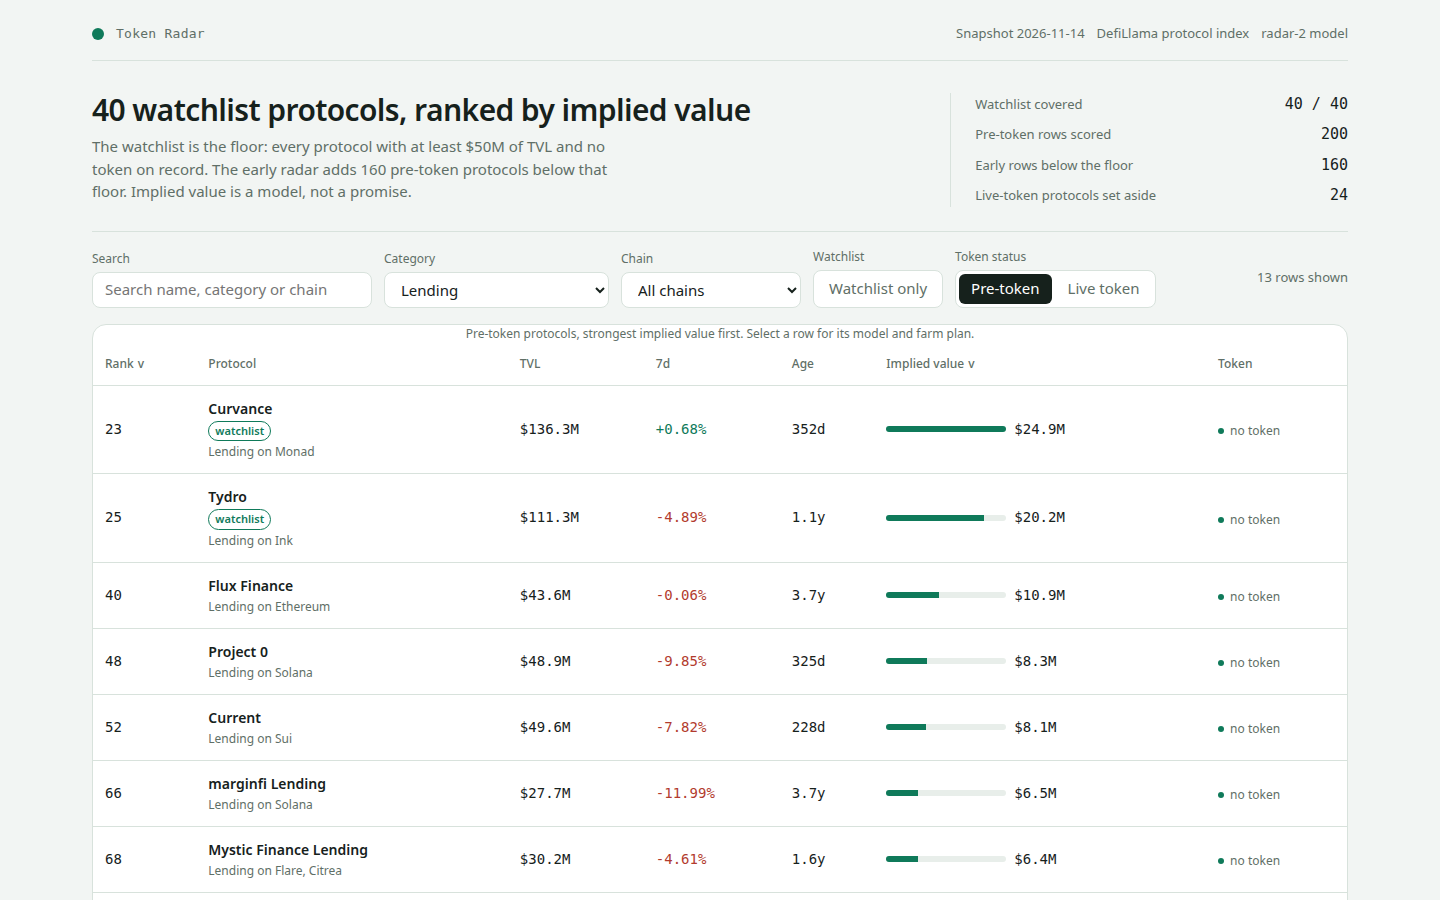 Token Radar
Snapshot 2026-11-14 DefiLlama protocol index radar-2 model
40 watchlist protocols, ranked by implied value
The watchlist is the floor: every protocol with at least $50M of TVL and no
token on record. The early radar adds 160 pre-token protocols below that
floor. Implied value is a model, not a promise.
Watchlist covered 40 / 40
Pre-token rows scored 200
Early rows below the floor 160
Live-token protocols set aside 24
Search Category Chain Watchlist Token status
Search name, category or chain Lending All chains Watchlist only Pre-token Live token 13 rows shown
Pre-token protocols, strongest implied value first. Select a row for its model and farm plan.
Rank v Protocol TVL 7d Age Implied value v Token
Curvance
23 watchlist $136.3M +0.68% 352d $24.9M no token
Lending on Monad
Tydro
25 watchlist $111.3M -4.89% 1.1y $20.2M no token
Lending on Ink
Flux Finance
40 $43.6M -0.06% 3.7y $10.9M no token
Lending on Ethereum
Project 0
48 $48.9M -9.85% 325d $8.3M no token
Lending on Solana
Current
52 $49.6M -7.82% 228d $8.1M no token
Lending on Sui
marginfi Lending
66 $27.7M -11.99% 3.7y $6.5M no token
Lending on Solana
Mystic Finance Lending
68 $30.2M -4.61% 1.6y $6.4M no token
Lending on Flare, Citrea